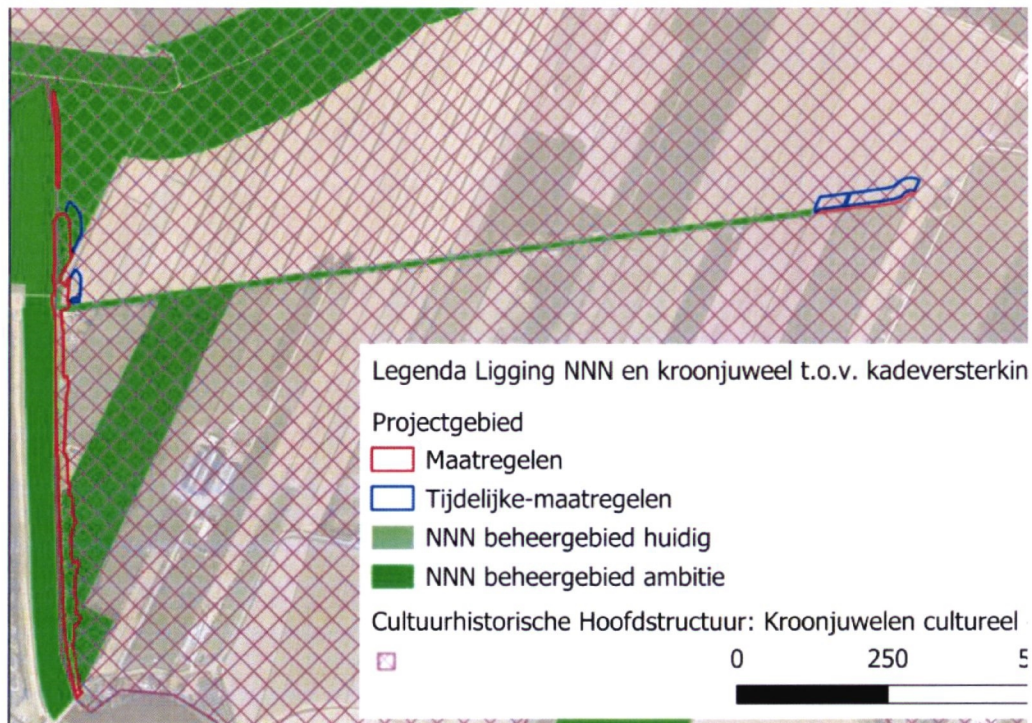 Legenda Ligging NNN en kroonjuweel t.o.v. kadeversterkin
Projectgebied
Maatregelen
Tijdelijke-maatregelen
NNN beheergebied huidig
NNN beheergebied ambitie
Cultuurhistorische Hoofdstructuur: Kroonjuwelen cultureel
0 250 5